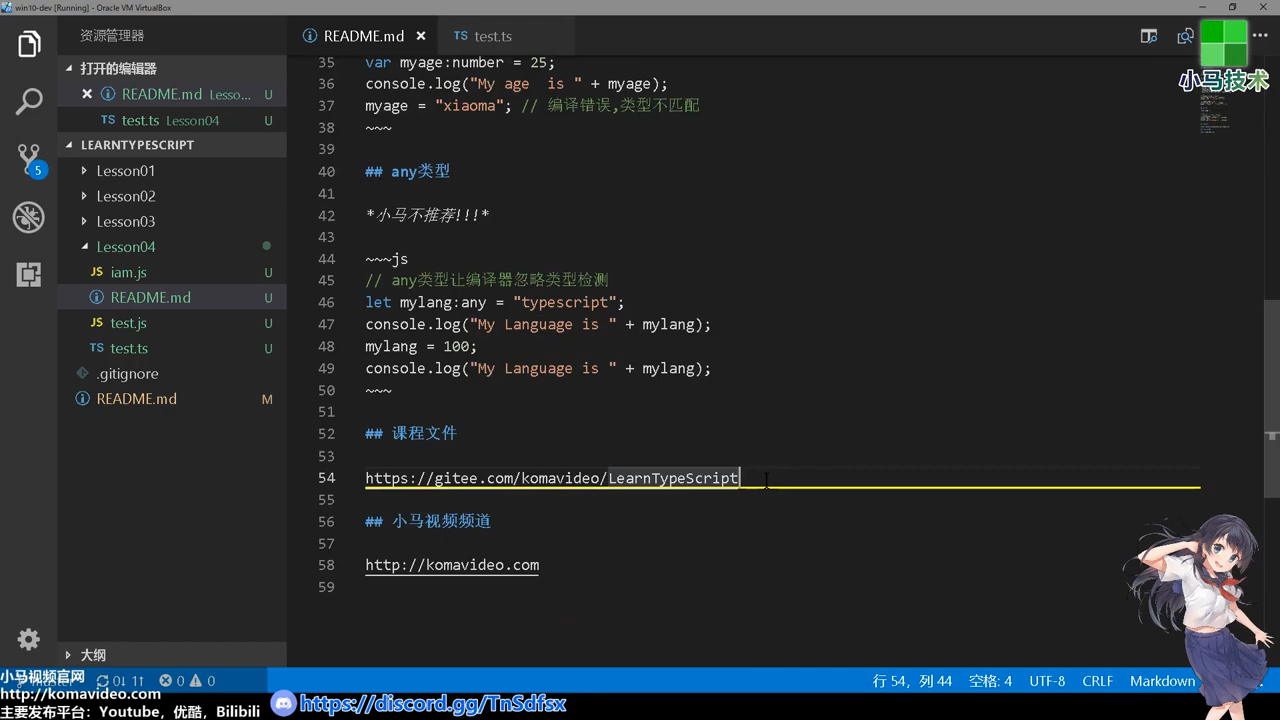 win10-dev [Running] - Oracle VM VirtualBox
资源管理器
README.md
TS test.ts
小马技术
打开的编辑器
README.md Lesso... U
TS test.ts Lesson04 U
LEARNTYPESCRIPT
Lesson01
5
Lesson02
Lesson03
Lesson04
JS iam.js U
README.md U
JS test.js U
TS test.ts U
.gitignore
README.md M
大纲
35 var myage:number = 25;
36 console.log("My age  is " + myage);
37 myage = "xiaoma"; // 编译错误,类型不匹配
38 ~~~
39
40 ## any类型
41
42 *小马不推荐!!!*
43
44 ~~~js
45 // any类型让编译器忽略类型检测
46 let mylang:any = "typescript";
47 console.log("My Language is " + mylang);
48 mylang = 100;
49 console.log("My Language is " + mylang);
50 ~~~
51
52 ## 课程文件
53
54 https://gitee.com/komavideo/LearnTypeScript
55
56 ## 小马视频频道
57
58 http://komavideo.com
59
小马视频官网
http://komavideo.com
主要发布平台：Youtube，优酷，Bilibili
0↓ 1↑ 0 0
https://discord.gg/TnSdfsx
行 54，列 44 空格: 4 UTF-8 CRLF Markdown